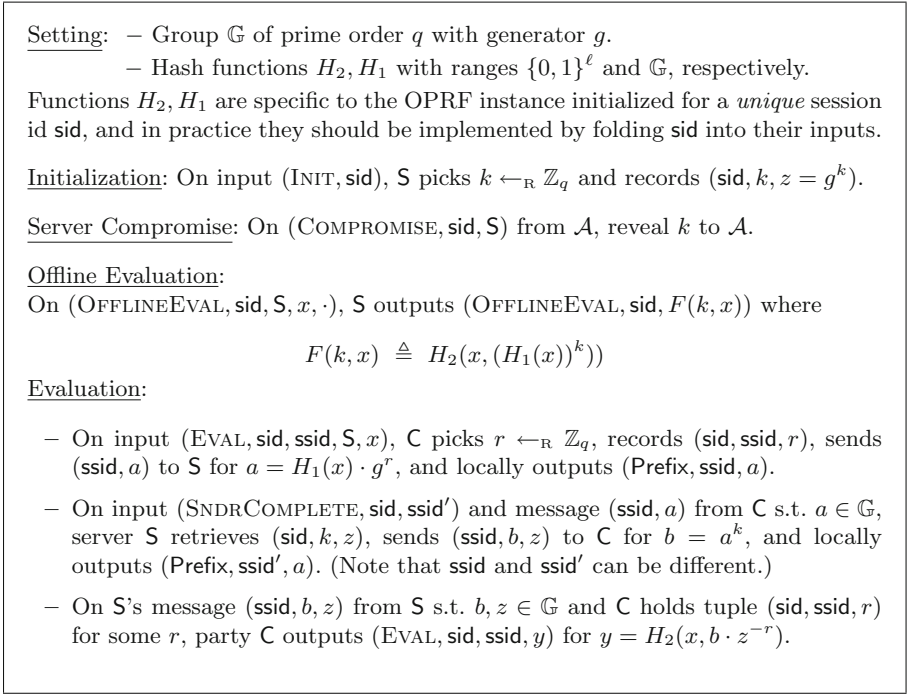 Setting: – Group 𝔾 of prime order q with generator g.
– Hash functions H₂, H₁ with ranges {0, 1}^ℓ and 𝔾, respectively.
Functions H₂, H₁ are specific to the OPRF instance initialized for a unique session
id sid, and in practice they should be implemented by folding sid into their inputs.
Initialization: On input (INIT, sid), S picks k ←_R ℤ_q and records (sid, k, z = g^k).
Server Compromise: On (COMPROMISE, sid, S) from 𝒜, reveal k to 𝒜.
Offline Evaluation:
On (OFFLINEEVAL, sid, S, x, ·), S outputs (OFFLINEEVAL, sid, F(k, x)) where
F(k, x) ≜ H₂(x, (H₁(x))^k))
Evaluation:
– On input (EVAL, sid, ssid, S, x), C picks r ←_R ℤ_q, records (sid, ssid, r), sends
(ssid, a) to S for a = H₁(x) · g^r, and locally outputs (Prefix, ssid, a).
– On input (SNDRCOMPLETE, sid, ssid′) and message (ssid, a) from C s.t. a ∈ 𝔾,
server S retrieves (sid, k, z), sends (ssid, b, z) to C for b = a^k, and locally
outputs (Prefix, ssid′, a). (Note that ssid and ssid′ can be different.)
– On S's message (ssid, b, z) from S s.t. b, z ∈ 𝔾 and C holds tuple (sid, ssid, r)
for some r, party C outputs (EVAL, sid, ssid, y) for y = H₂(x, b · z^{−r}).